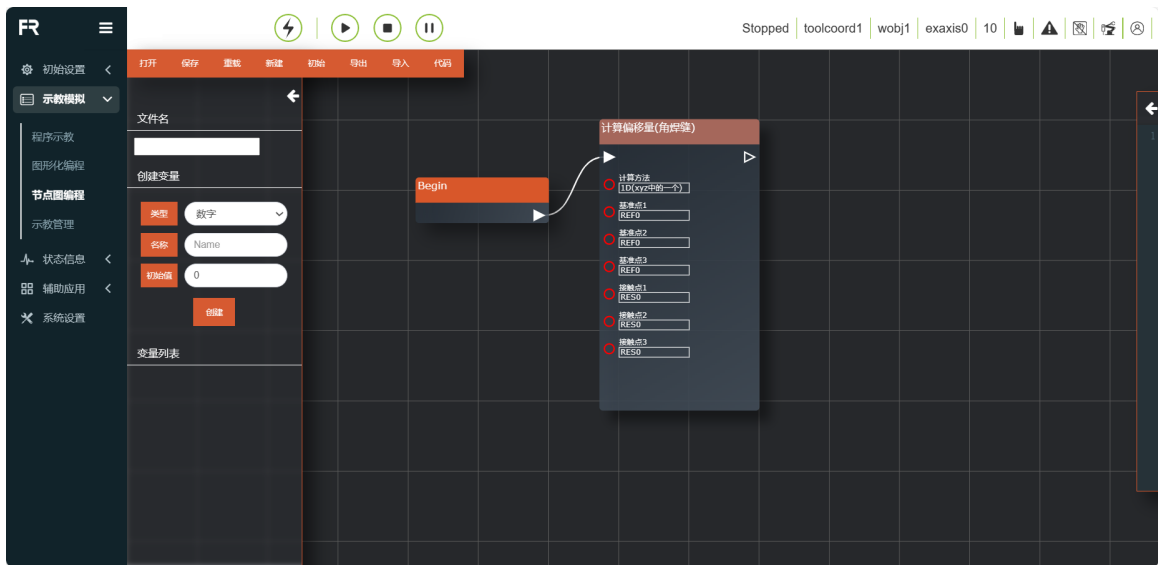 FR
Stopped toolcoord1 wobj1 exaxis0 10
初始设置
示教模拟
程序示教
图形化编程
节点图编程
示教管理
状态信息
辅助应用
系统设置
打开 保存 重载 新建 初始 导出 导入 代码
文件名
创建变量
类型 数字
名称 Name
初始值 0
创建
变量列表
Begin
计算偏移量(角焊缝)
计算方法
1D(xyz中的一个)
基准点1
REF0
基准点2
REF0
基准点3
REF0
接触点1
RES0
接触点2
RES0
接触点3
RES0